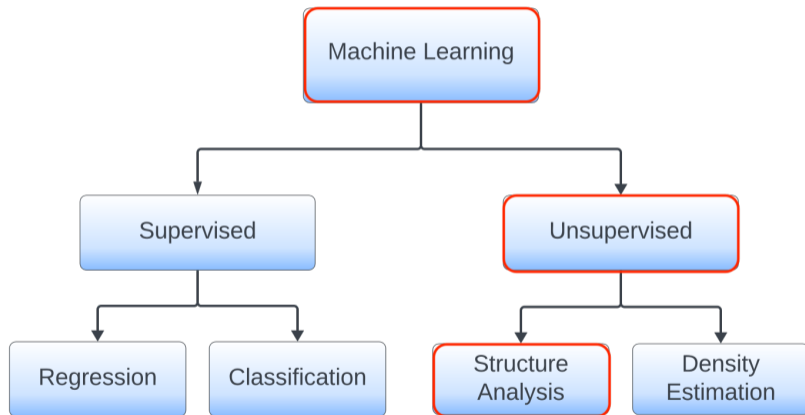 Machine Learning
Supervised
Unsupervised
Regression
Classification
Structure
Analysis
Density
Estimation